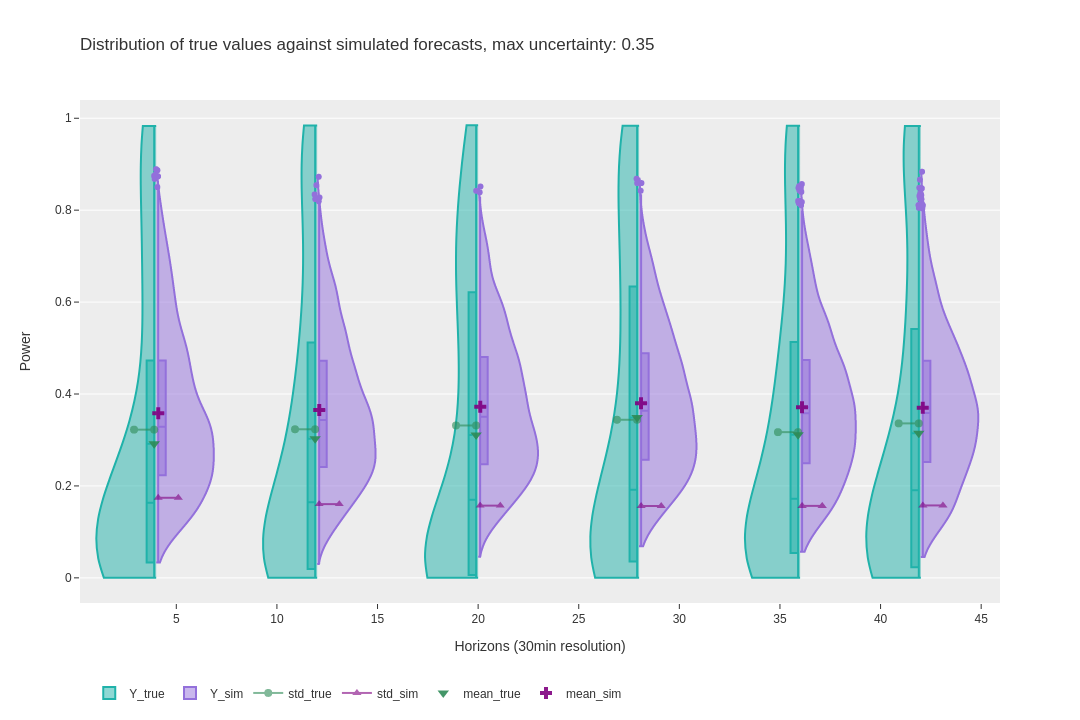 Distribution of true values against simulated forecasts, max uncertainty: 0.35
1
0.8
0.6
0.4
0.2
0
Power
5 10 15 20 25 30 35 40 45
Horizons (30min resolution)
Y_true Y_sim std_true std_sim mean_true mean_sim